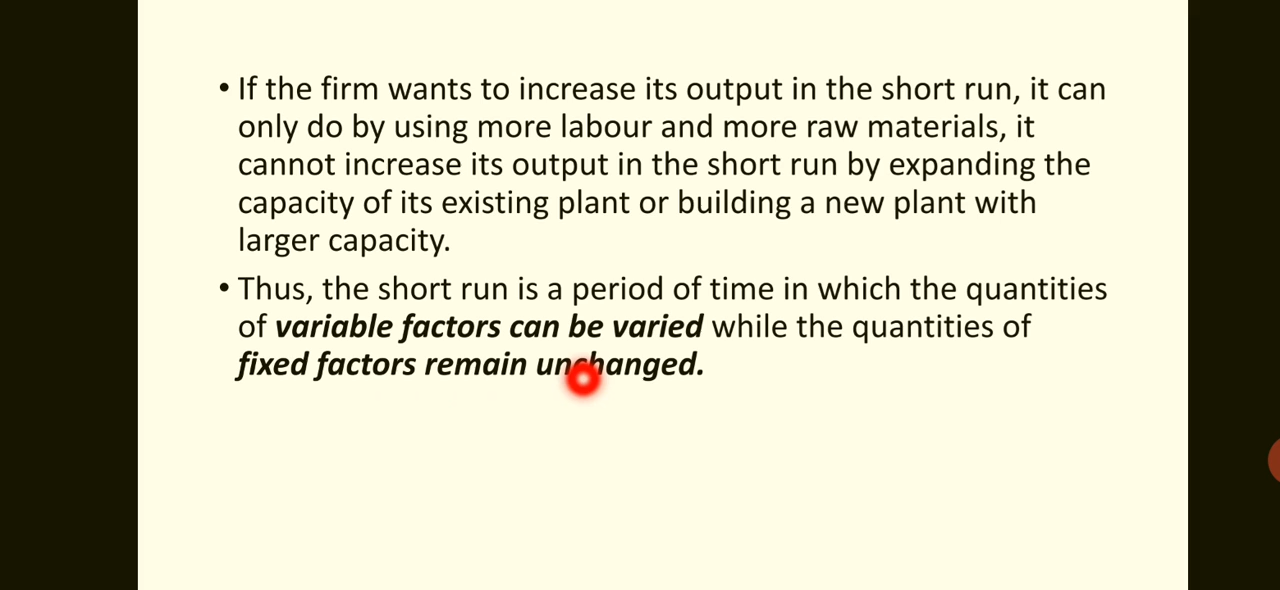 • If the firm wants to increase its output in the short run, it can
only do by using more labour and more raw materials, it
cannot increase its output in the short run by expanding the
capacity of its existing plant or building a new plant with
larger capacity.
• Thus, the short run is a period of time in which the quantities
of variable factors can be varied while the quantities of
fixed factors remain unchanged.